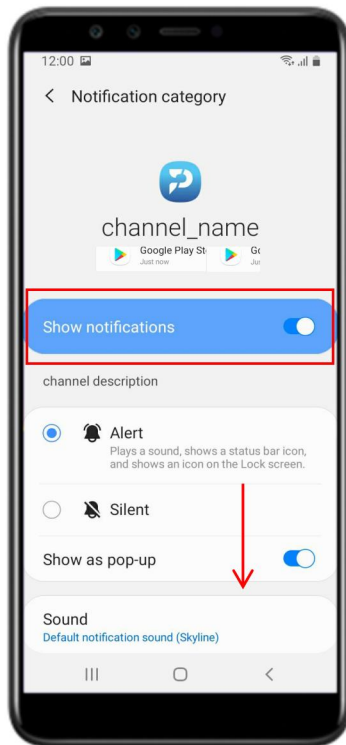 12:00
Notification category
channel_name
Google Play St
Just now
Show notifications
channel description
Alert
Plays a sound, shows a status bar icon,
and shows an icon on the Lock screen.
Silent
Show as pop-up
Sound
Default notification sound (Skyline)